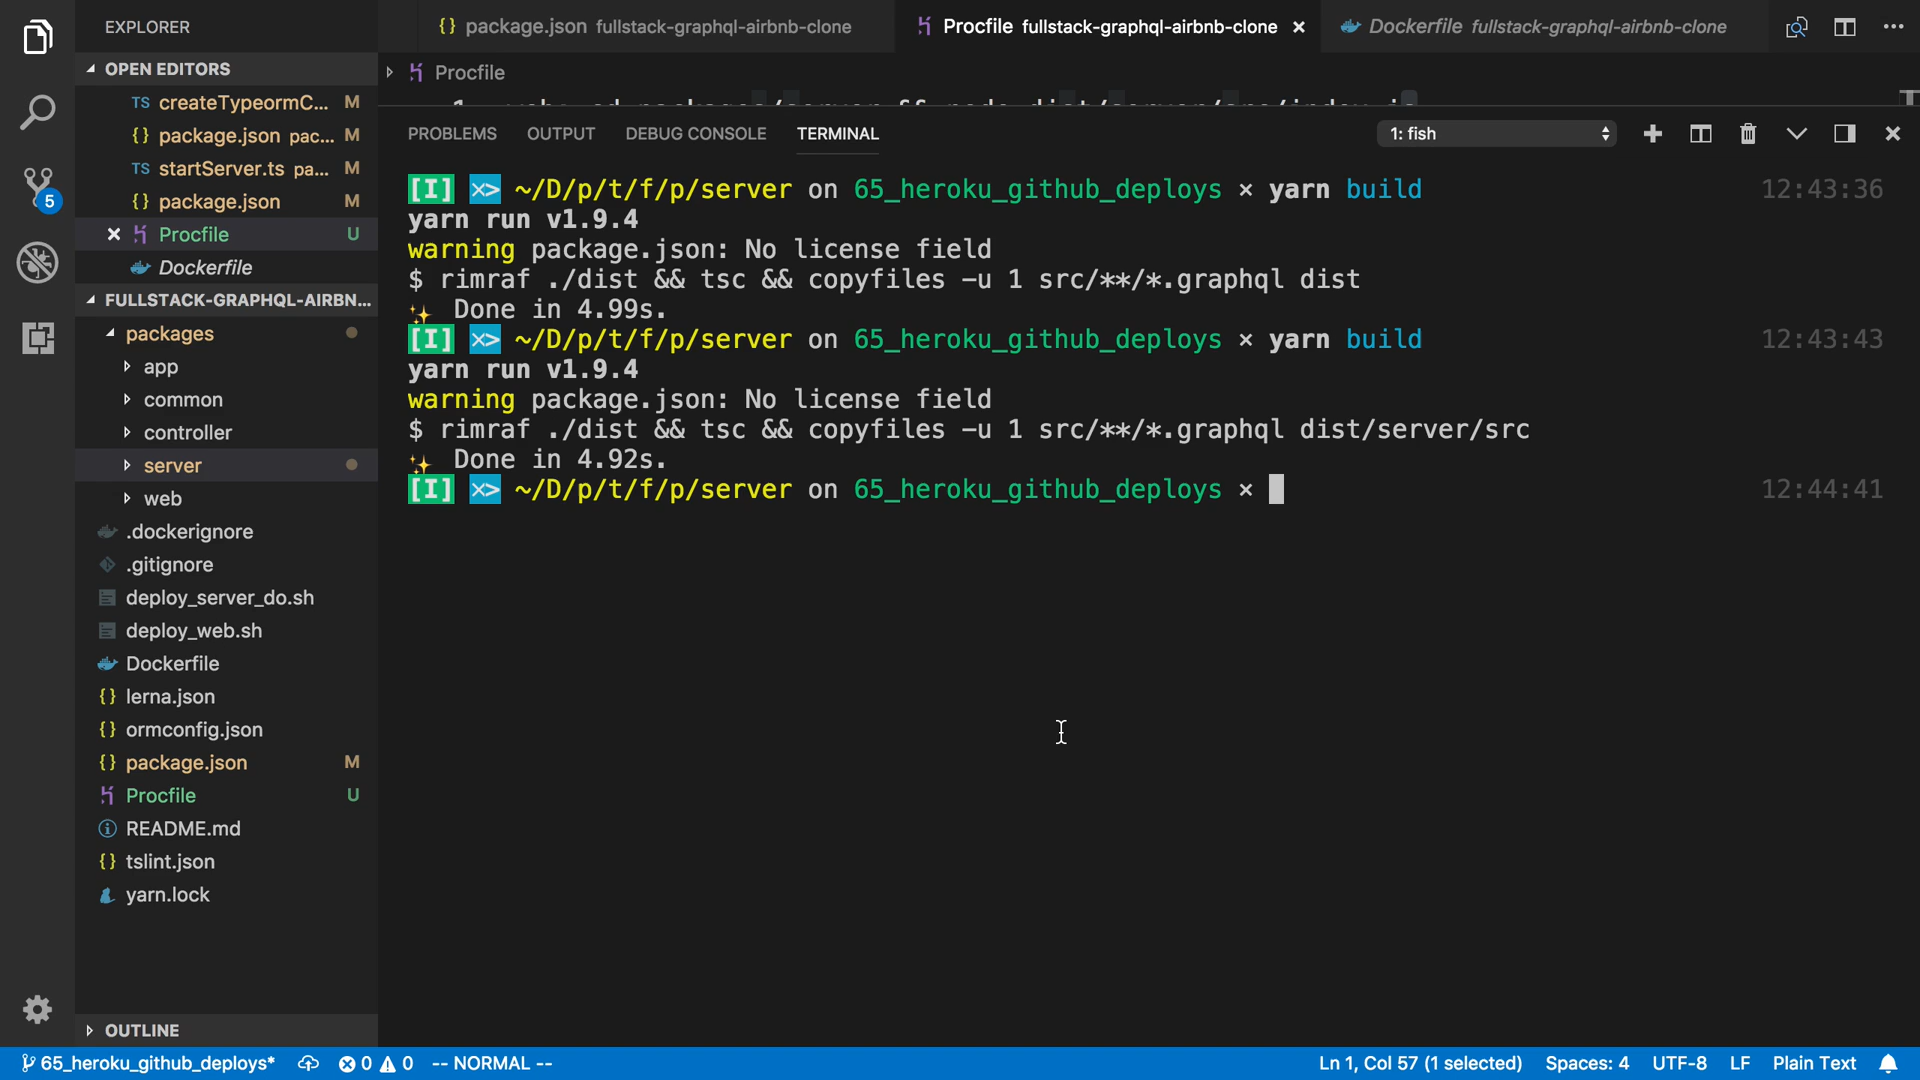 EXPLORER
OPEN EDITORS
TS createTypeormC... M
{} package.json pac... M
TS startServer.ts pa... M
{} package.json M
Procfile U
Dockerfile
FULLSTACK-GRAPHQL-AIRBN...
packages
app
common
controller
server
web
.dockerignore
.gitignore
deploy_server_do.sh
deploy_web.sh
Dockerfile
{} lerna.json
{} ormconfig.json
{} package.json M
Procfile U
README.md
{} tslint.json
yarn.lock
OUTLINE
5
{} package.json fullstack-graphql-airbnb-clone
Procfile fullstack-graphql-airbnb-clone ×
Dockerfile fullstack-graphql-airbnb-clone
Procfile
PROBLEMS OUTPUT DEBUG CONSOLE TERMINAL 1: fish
[I] ×> ~/D/p/t/f/p/server on 65_heroku_github_deploys × yarn build 12:43:36
yarn run v1.9.4
warning package.json: No license field
$ rimraf ./dist && tsc && copyfiles -u 1 src/**/*.graphql dist
✨ Done in 4.99s.
[I] ×> ~/D/p/t/f/p/server on 65_heroku_github_deploys × yarn build 12:43:43
yarn run v1.9.4
warning package.json: No license field
$ rimraf ./dist && tsc && copyfiles -u 1 src/**/*.graphql dist/server/src
✨ Done in 4.92s.
[I] ×> ~/D/p/t/f/p/server on 65_heroku_github_deploys × 12:44:41
65_heroku_github_deploys* 0 0 -- NORMAL -- Ln 1, Col 57 (1 selected) Spaces: 4 UTF-8 LF Plain Text